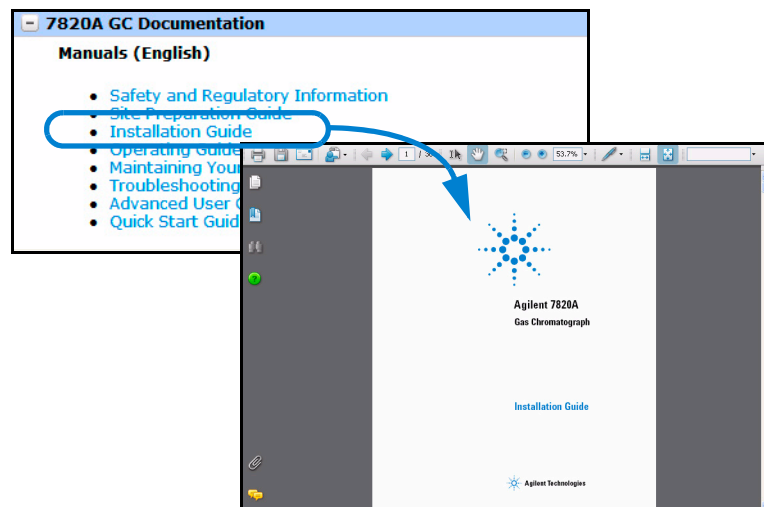 7820A GC Documentation
Manuals (English)
Safety and Regulatory Information
Site Preparation Guide
Installation Guide
Operating Guide
Maintaining Your
Troubleshooting
Advanced User
Quick Start Guid
1 / 53.7%
Agilent 7820A
Gas Chromatograph
Installation Guide
Agilent Technologies